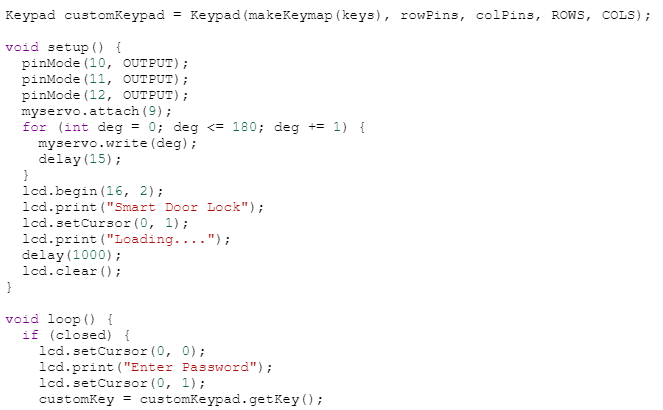 Keypad customKeypad = Keypad(makeKeymap(keys), rowPins, colPins, ROWS, COLS);

void setup() {
  pinMode(10, OUTPUT);
  pinMode(11, OUTPUT);
  pinMode(12, OUTPUT);
  myservo.attach(9);
  for (int deg = 0; deg <= 180; deg += 1) {
    myservo.write(deg);
    delay(15);
  }
  lcd.begin(16, 2);
  lcd.print("Smart Door Lock");
  lcd.setCursor(0, 1);
  lcd.print("Loading....");
  delay(1000);
  lcd.clear();
}

void loop() {
  if (closed) {
    lcd.setCursor(0, 0);
    lcd.print("Enter Password");
    lcd.setCursor(0, 1);
    customKey = customKeypad.getKey();